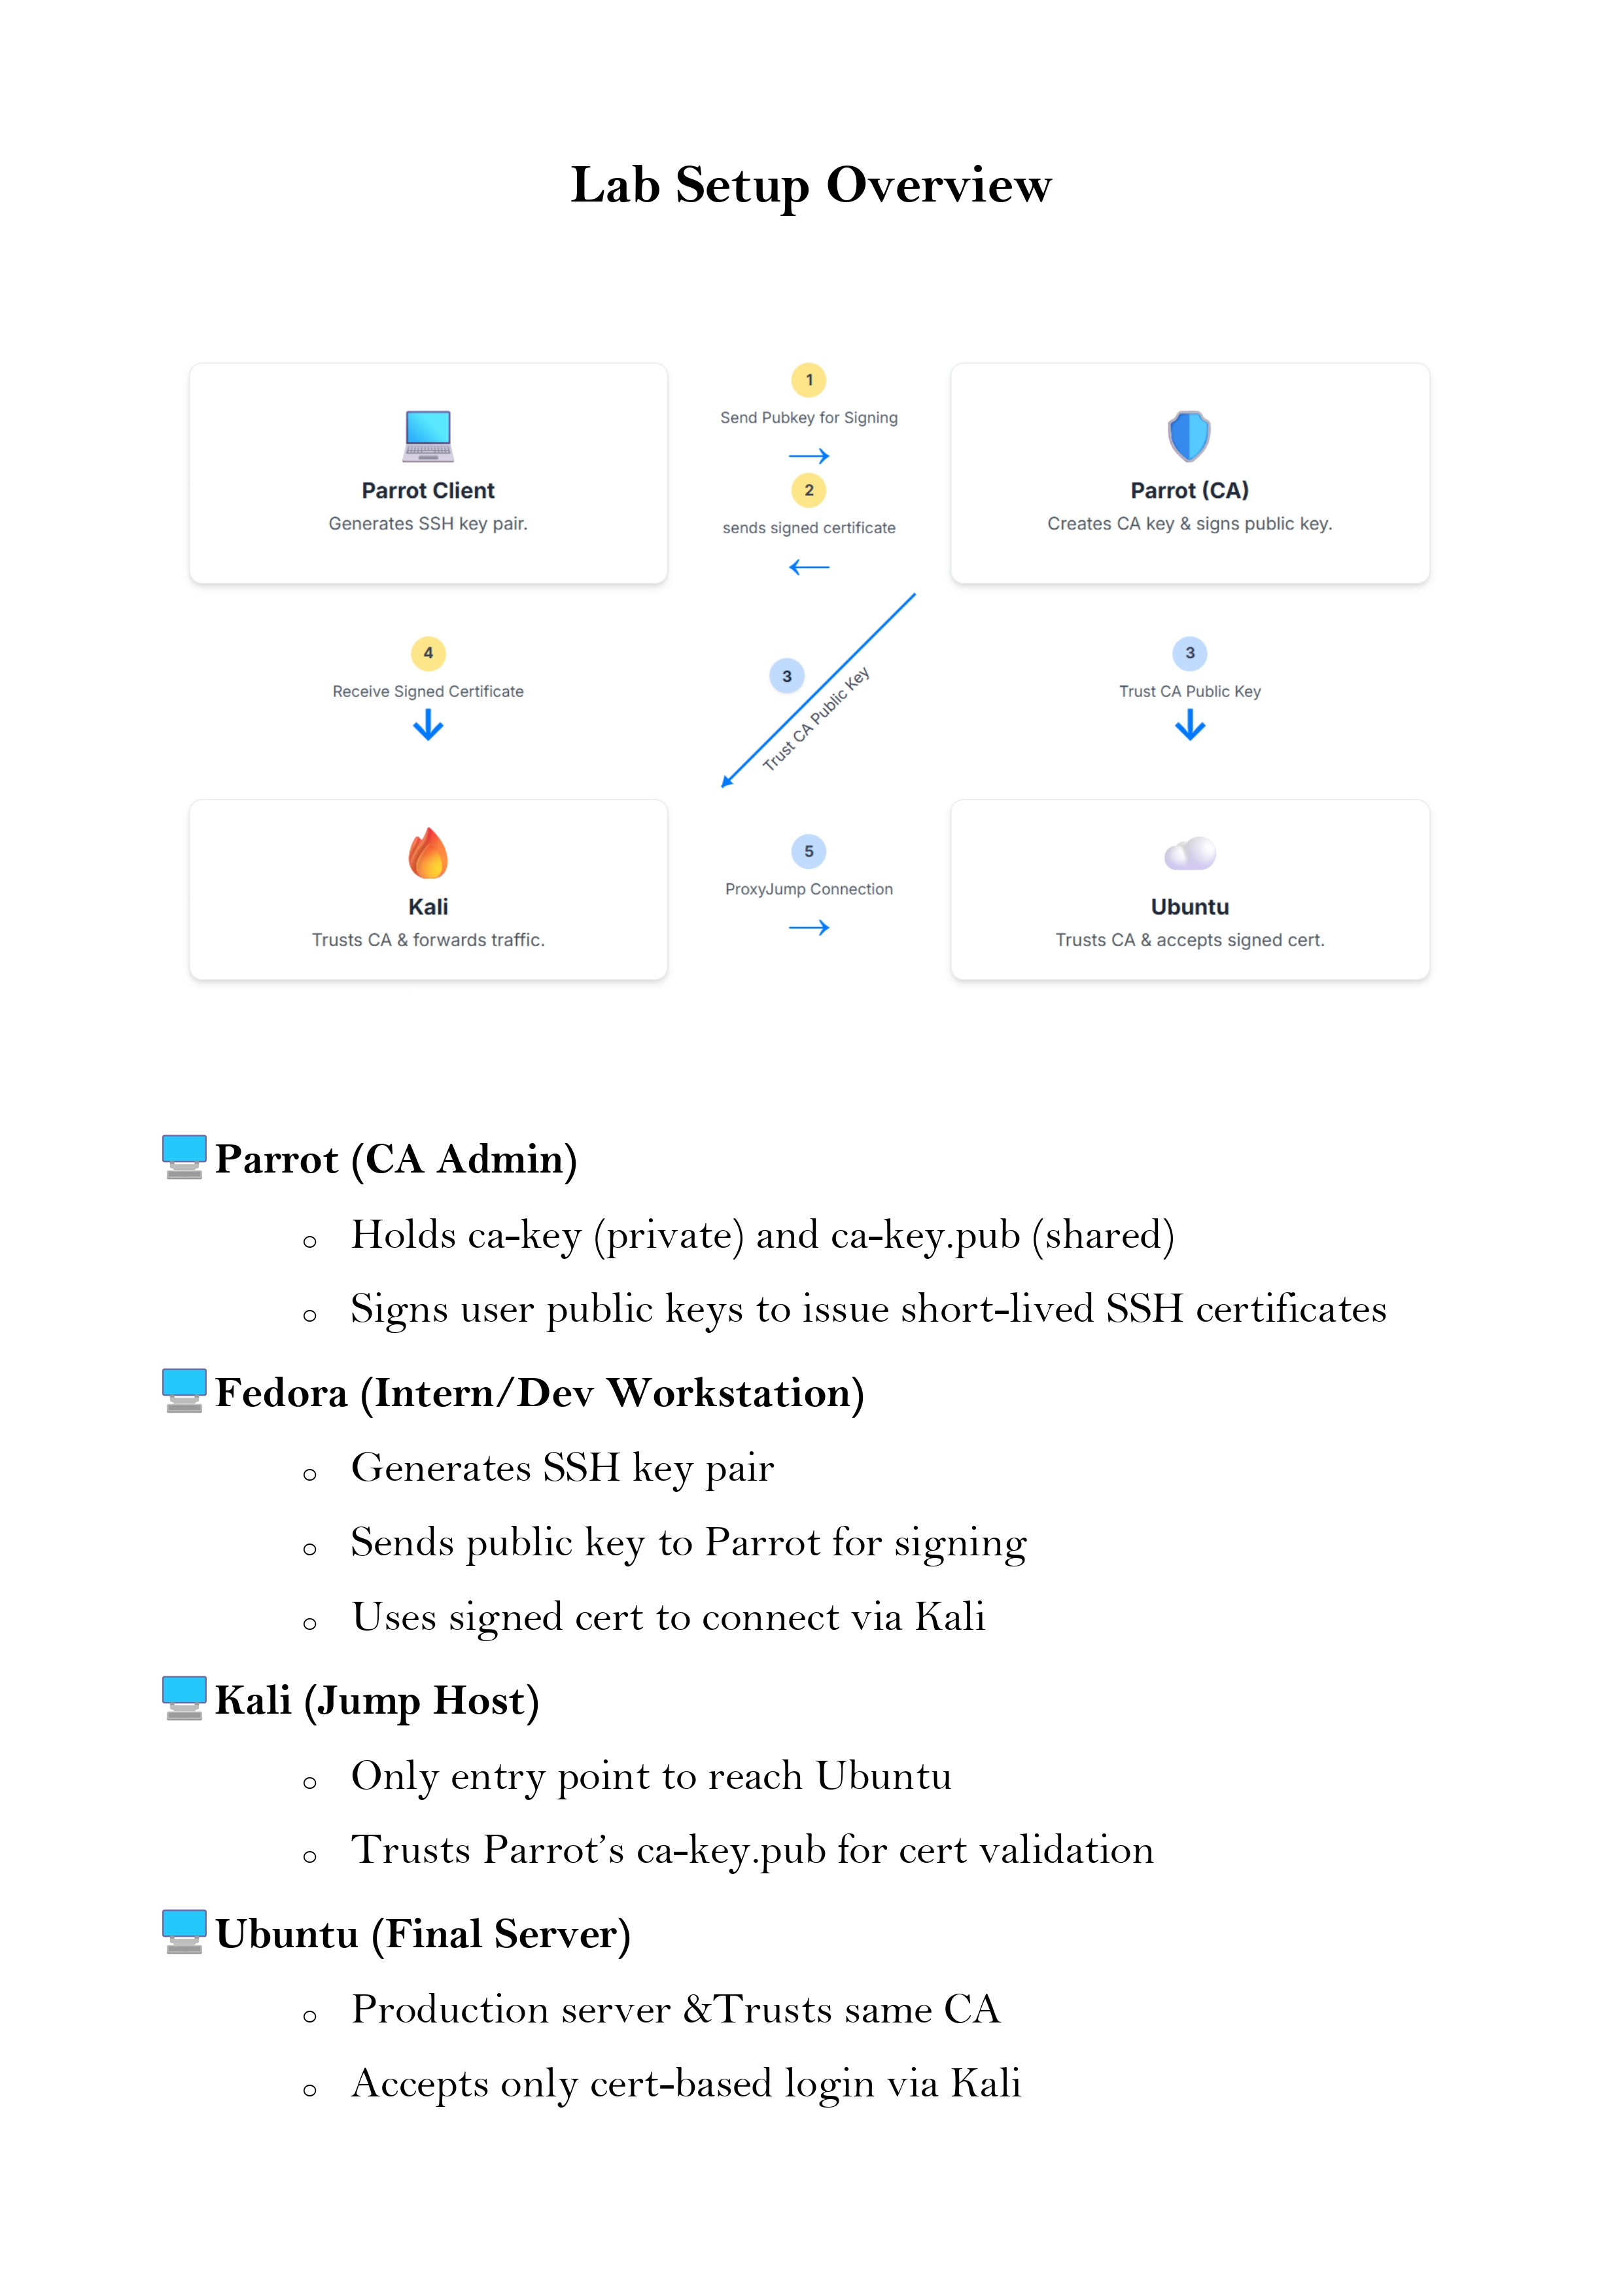 Lab Setup Overview
1
Send Pubkey for Signing
Parrot Client
Generates SSH key pair.
2
sends signed certificate
Parrot (CA)
Creates CA key & signs public key.
4
Receive Signed Certificate
3
Trust CA Public Key
3
Trust CA Public Key
Kali
Trusts CA & forwards traffic.
5
ProxyJump Connection
Ubuntu
Trusts CA & accepts signed cert.
Parrot (CA Admin)
Holds ca-key (private) and ca-key.pub (shared)
Signs user public keys to issue short-lived SSH certificates
Fedora (Intern/Dev Workstation)
Generates SSH key pair
Sends public key to Parrot for signing
Uses signed cert to connect via Kali
Kali (Jump Host)
Only entry point to reach Ubuntu
Trusts Parrot’s ca-key.pub for cert validation
Ubuntu (Final Server)
Production server &Trusts same CA
Accepts only cert-based login via Kali